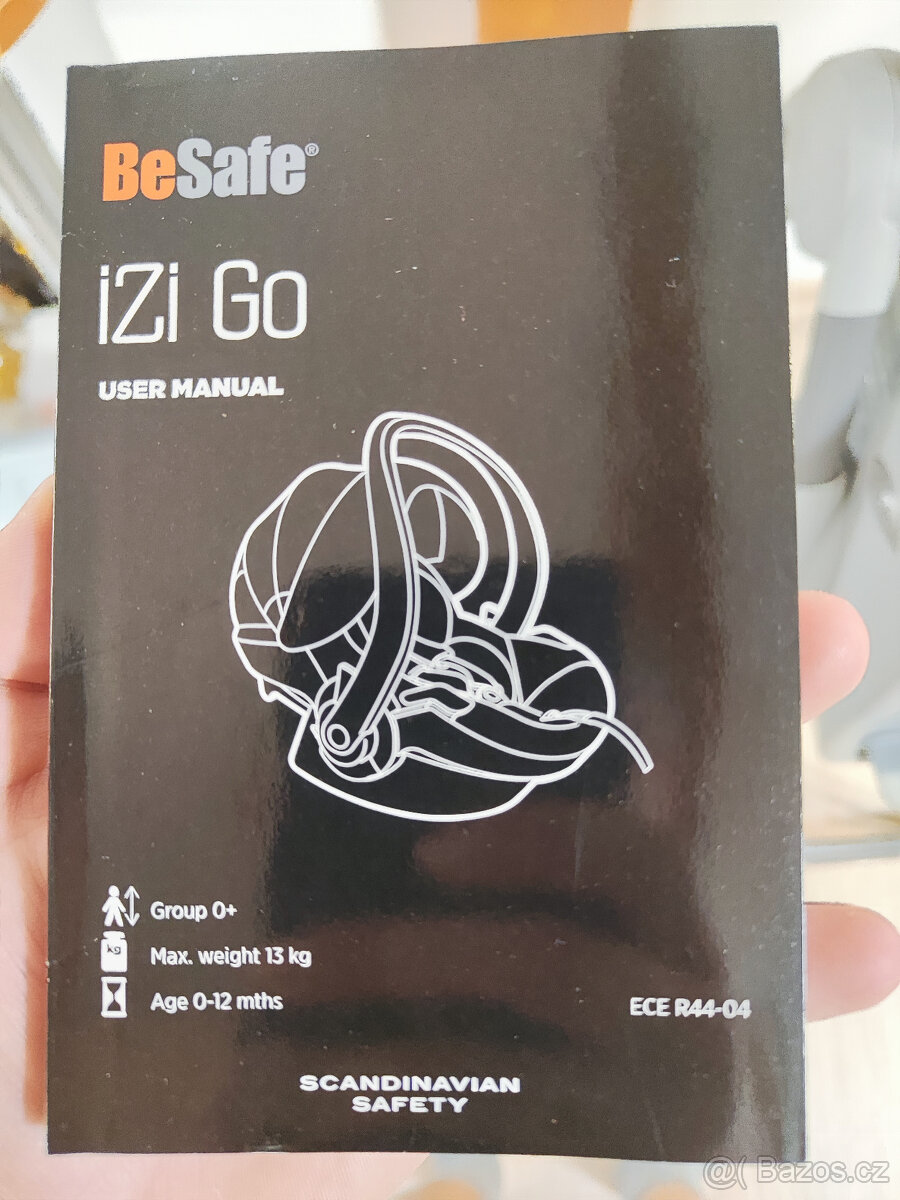 BeSafe®
iZi Go
USER MANUAL
Group 0+
kg
Max. weight 13 kg
Age 0-12 mths
ECE R44-04
SCANDINAVIAN
SAFETY
@( Bazos.cz